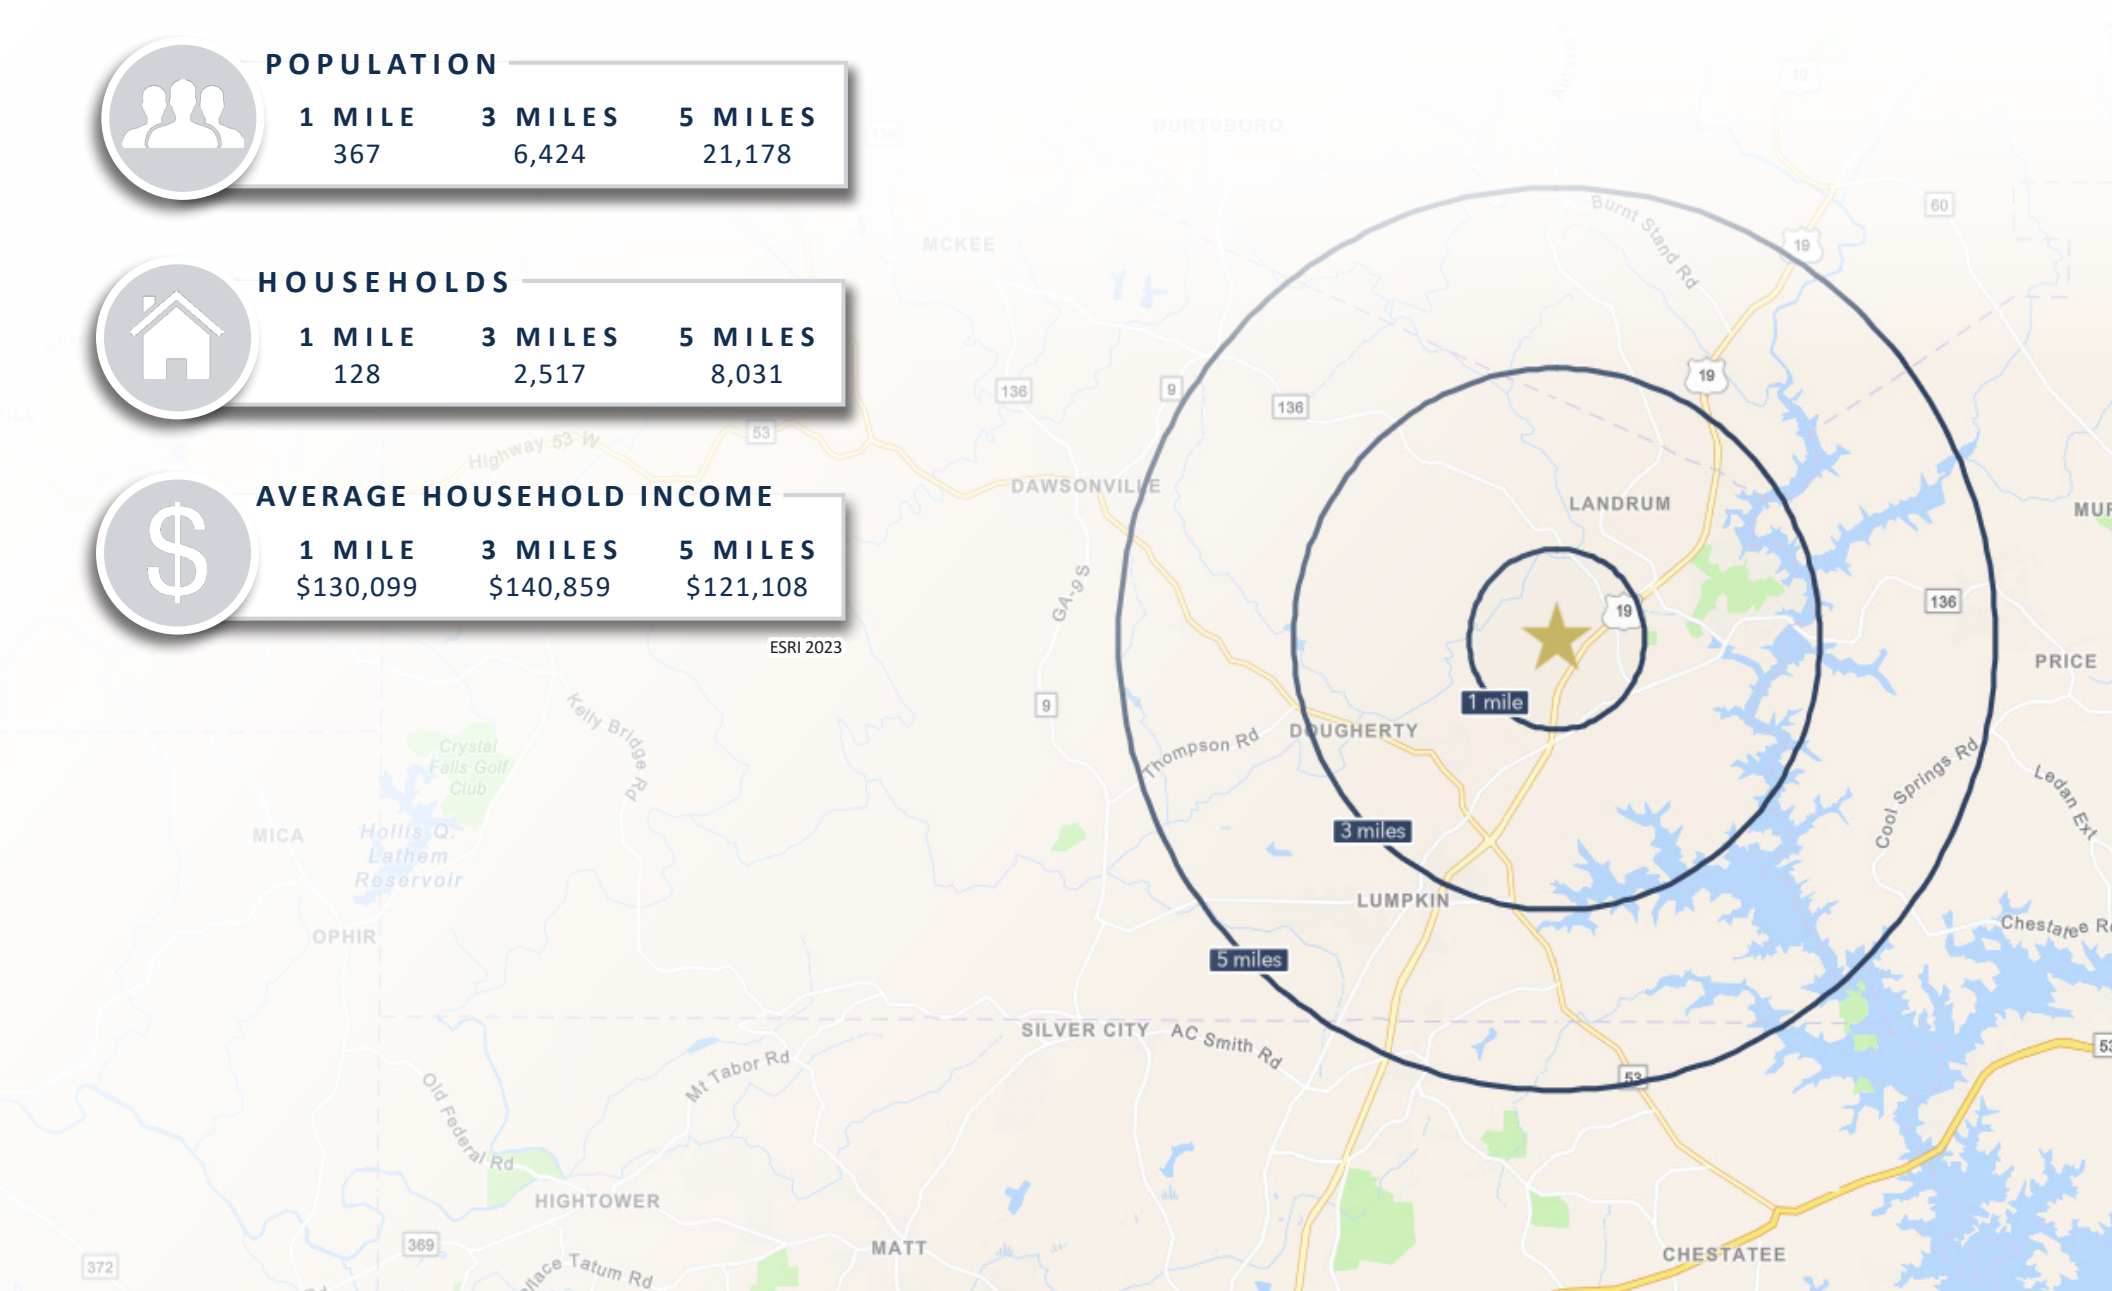 POPULATION
1 MILE 3 MILES 5 MILES
367 6,424 21,178
HOUSEHOLDS
1 MILE 3 MILES 5 MILES
128 2,517 8,031
AVERAGE HOUSEHOLD INCOME
1 MILE 3 MILES 5 MILES
$130,099 $140,859 $121,108
ESRI 2023
19
BURTSBORO
136
60
Burnt Stand Rd
19
MCKEE
19
136
9
136
53
Highway 53 W
DAWSONVILLE
LANDRUM
GA-9 S
136
19
PRICE
1 mile
9
Kelly Bridge Rd
DOUGHERTY
Thompson Rd
Crystal
Falls Golf
Club
Cool Springs Rd
Ledan Ext
3 miles
MICA
Hollis Q.
Lathem
Reservoir
LUMPKIN
OPHIR
Chestatee
5 miles
SILVER CITY
AC Smith Rd
53
53
Mt Tabor Rd
Old Federal Rd
HIGHTOWER
369
MATT
CHESTATEE
372
Tatum Rd